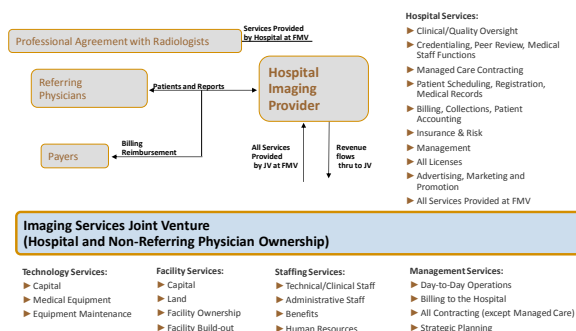 Hospital Services:
Services Provided
by Hospital at FMV
Professional Agreement with Radiologists
▶ Clinical/Quality Oversight
▶ Credentialing, Peer Review, Medical
Staff Functions
▶ Managed Care Contracting
▶ Patient Scheduling, Registration,
Medical Records
▶ Billing, Collections, Patient
Accounting
▶ Insurance & Risk
▶ Management
▶ All Licenses
▶ Advertising, Marketing and
Promotion
▶ All Services Provided at FMV
Referring
Physicians
Patients and Reports
Hospital
Imaging
Provider
Payers
Billing
Reimbursement
All Services
Provided
by JV at FMV
Revenue
flows
thru to JV
Imaging Services Joint Venture
(Hospital and Non-Referring Physician Ownership)
Technology Services:
▶ Capital
▶ Medical Equipment
▶ Equipment Maintenance
Facility Services:
▶ Capital
▶ Land
▶ Facility Ownership
▶ Facility Build-out
Staffing Services:
▶ Technical/Clinical Staff
▶ Administrative Staff
▶ Benefits
▶ Human Resources
Management Services:
▶ Day-to-Day Operations
▶ Billing to the Hospital
▶ All Contracting (except Managed Care)
▶ Strategic Planning